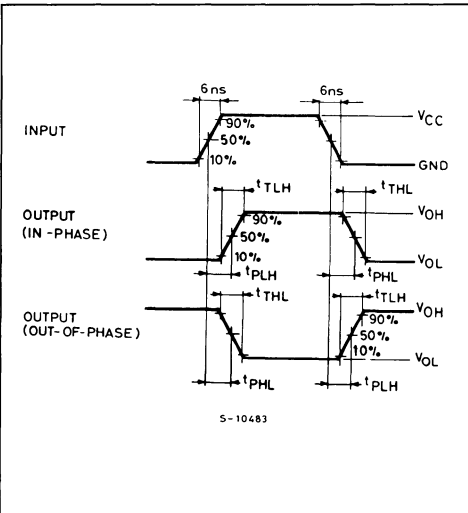 6ns 6ns
VCC
90%
INPUT
50%
10%
GND
tTLH tTHL
OUTPUT
(IN-PHASE)
VOH
90%
50%
10%
VOL
tPLH tPHL
tTHL tTLH
OUTPUT
(OUT-OF-PHASE)
VOH
90%
50%
10%
VOL
tPHL tPLH
S-10483